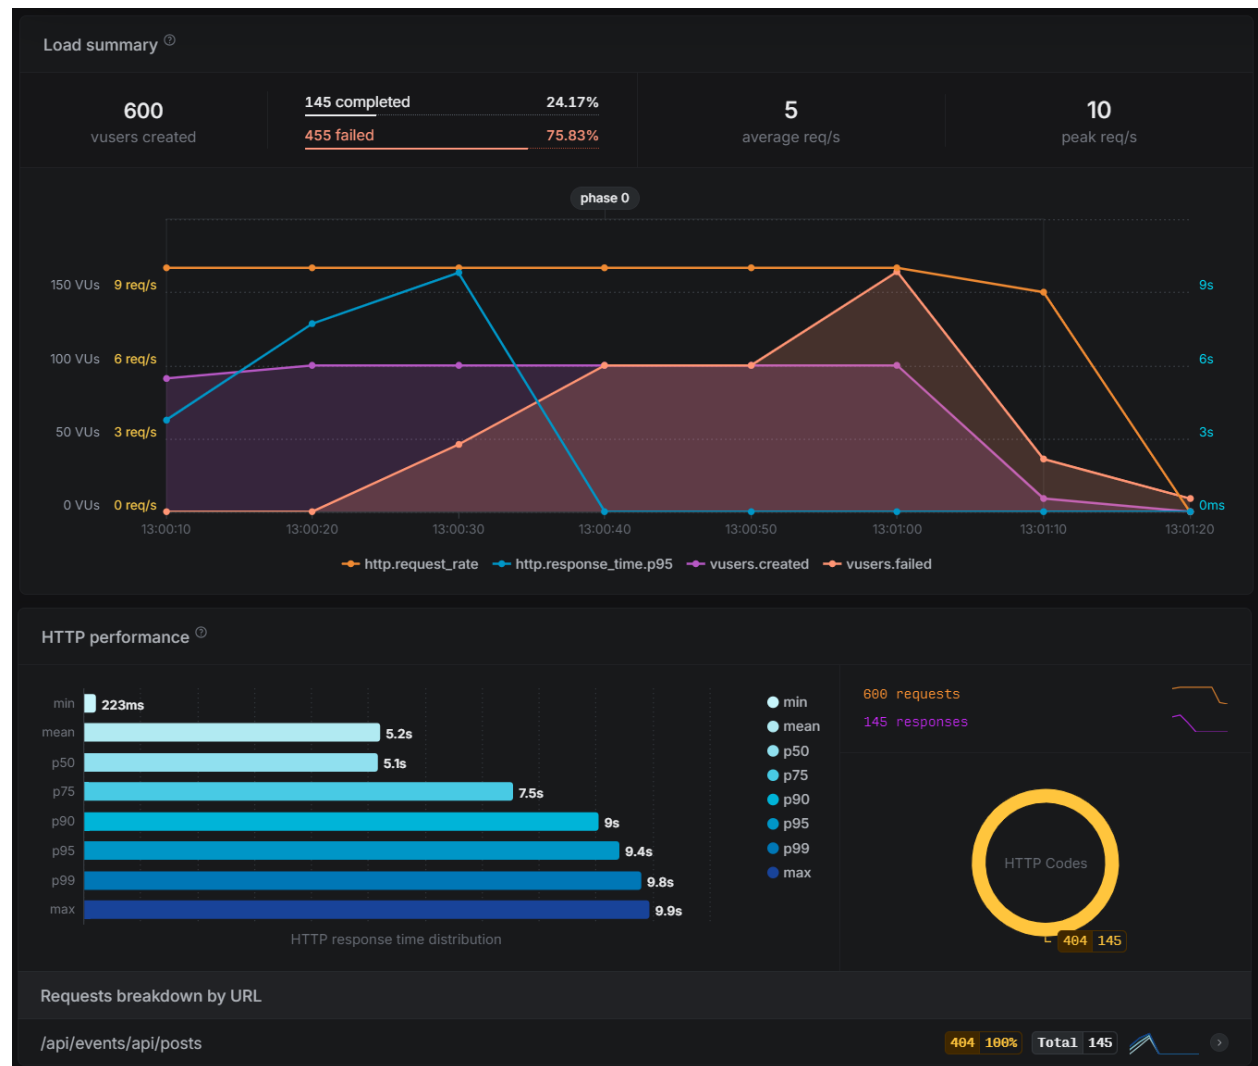 Load summary
600
vusers created
145 completed 24.17%
455 failed 75.83%
5
average req/s
10
peak req/s
phase 0
150 VUs 9 req/s 9s
100 VUs 6 req/s 6s
50 VUs 3 req/s 3s
0 VUs 0 req/s 0ms
13:00:10 13:00:20 13:00:30 13:00:40 13:00:50 13:01:00 13:01:10 13:01:20
http.request_rate http.response_time.p95 vusers.created vusers.failed
HTTP performance
min 223ms
mean 5.2s
p50 5.1s
p75 7.5s
p90 9s
p95 9.4s
p99 9.8s
max 9.9s
HTTP response time distribution
min
mean
p50
p75
p90
p95
p99
max
600 requests
145 responses
HTTP Codes
404 145
Requests breakdown by URL
/api/events/api/posts 404 100% Total 145